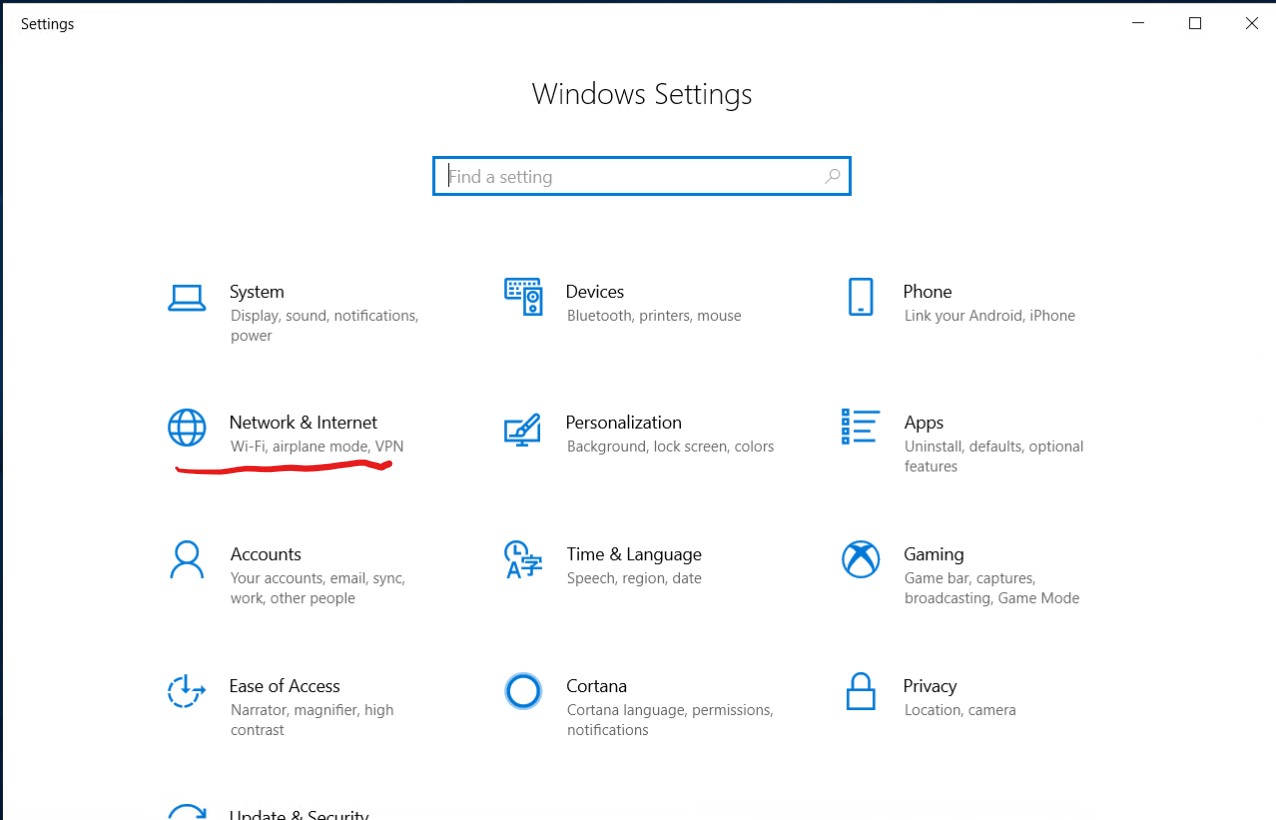 Settings
Windows Settings
Find a setting
System
Display, sound, notifications,
power
Devices
Bluetooth, printers, mouse
Phone
Link your Android, iPhone
Network & Internet
Wi-Fi, airplane mode, VPN
Personalization
Background, lock screen, colors
Apps
Uninstall, defaults, optional
features
Accounts
Your accounts, email, sync,
work, other people
Time & Language
Speech, region, date
Gaming
Game bar, captures,
broadcasting, Game Mode
Ease of Access
Narrator, magnifier, high
contrast
Cortana
Cortana language, permissions,
notifications
Privacy
Location, camera
Update & Security